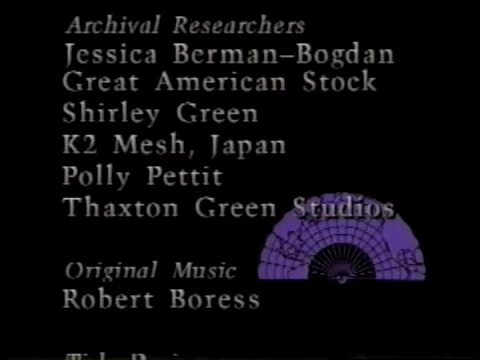 Archival Researchers
Jessica Berman–Bogdan
Great American Stock
Shirley Green
K2 Mesh, Japan
Polly Pettit
Thaxton Green Studios
Original Music
Robert Boress